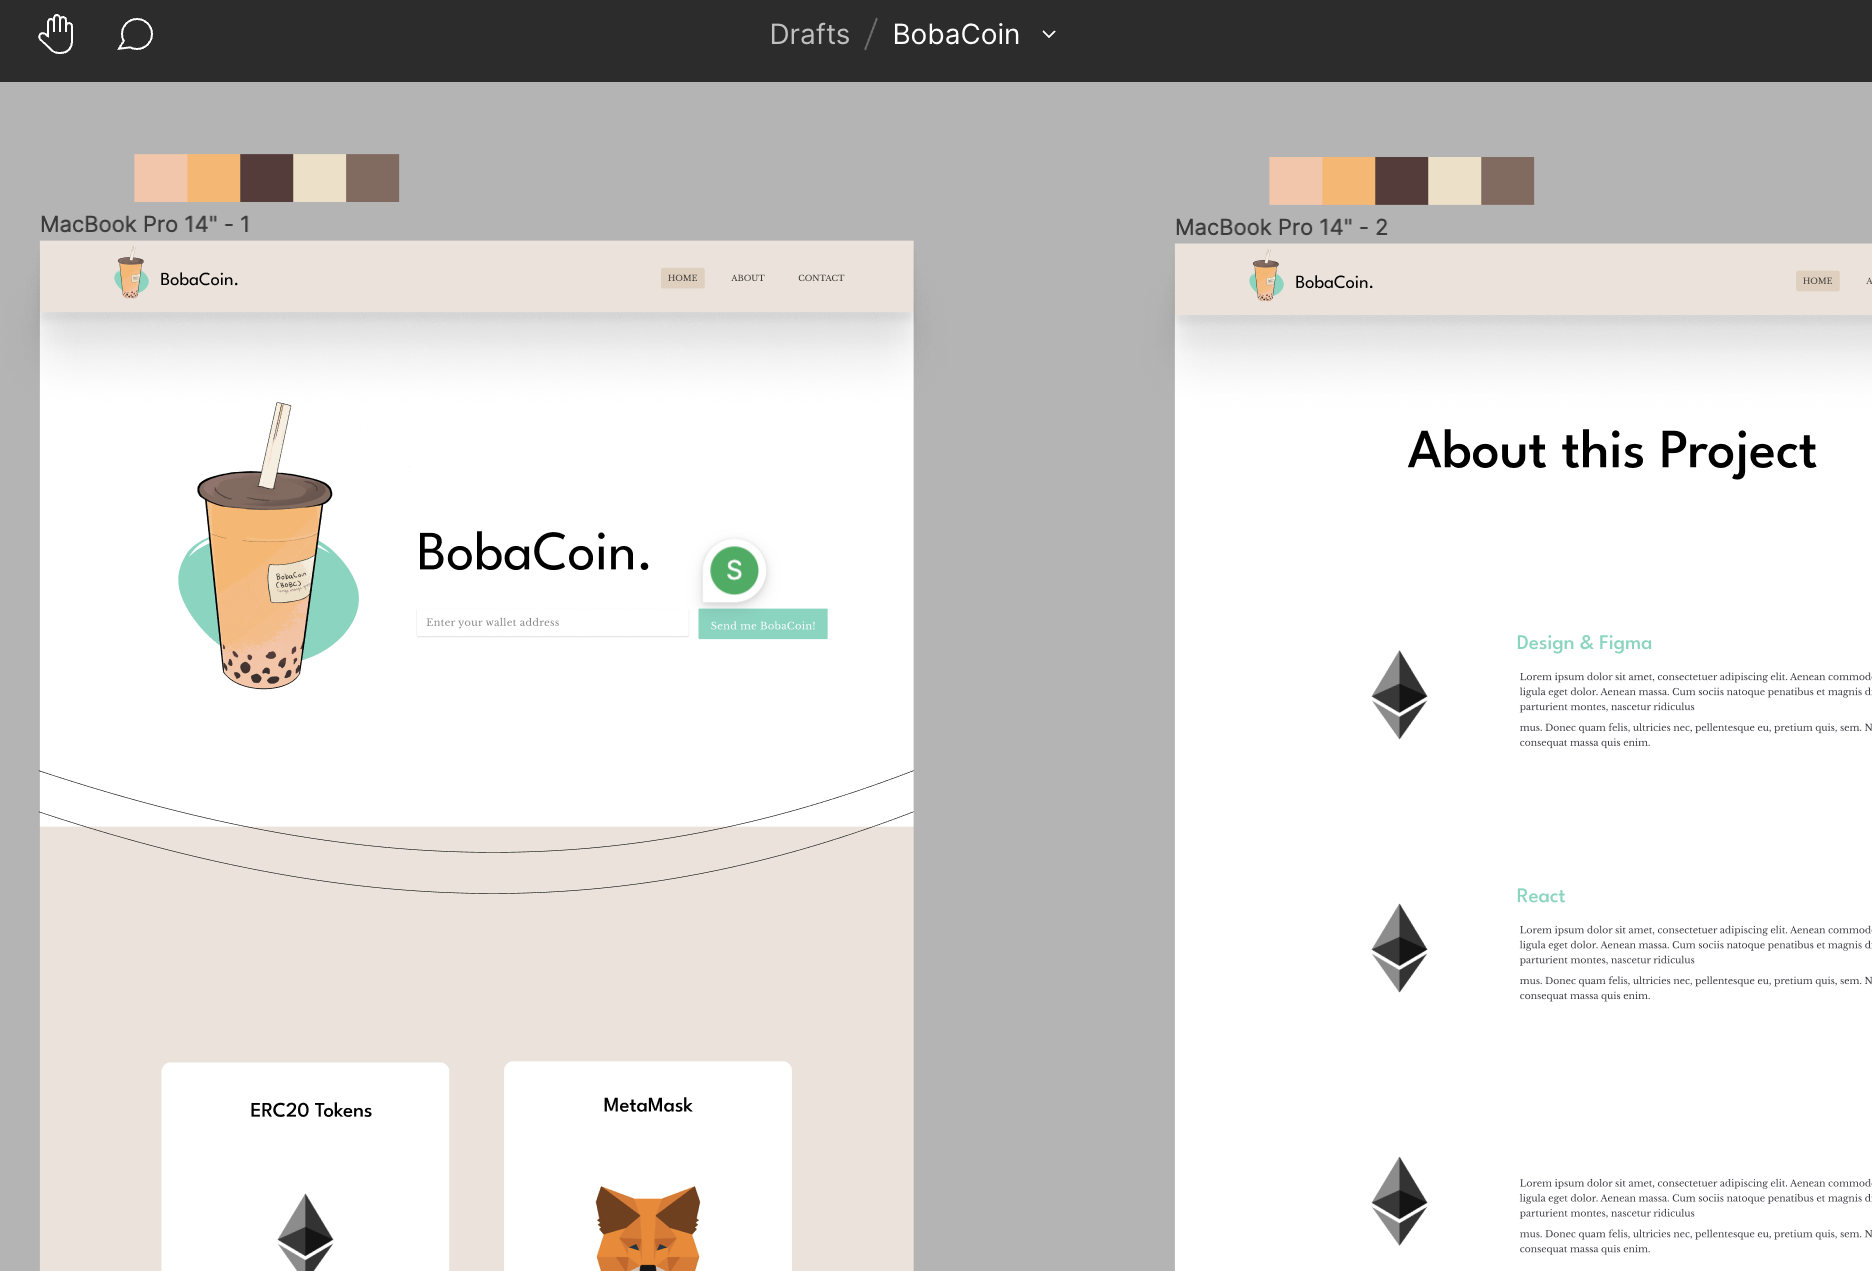 Drafts / BobaCoin
MacBook Pro 14" - 1
BobaCoin.
HOME ABOUT CONTACT
BobaCoin
(BOBC)
BobaCoin.
S
Enter your wallet address
Send me BobaCoin!
ERC20 Tokens
MetaMask
MacBook Pro 14" - 2
BobaCoin.
HOME A
About this Project
Design & Figma
Lorem ipsum dolor sit amet, consectetuer adipiscing elit. Aenean commod
ligula eget dolor. Aenean massa. Cum sociis natoque penatibus et magnis d
parturient montes, nascetur ridiculus
mus. Donec quam felis, ultricies nec, pellentesque eu, pretium quis, sem. N
consequat massa quis enim.
React
Lorem ipsum dolor sit amet, consectetuer adipiscing elit. Aenean commod
ligula eget dolor. Aenean massa. Cum sociis natoque penatibus et magnis d
parturient montes, nascetur ridiculus
mus. Donec quam felis, ultricies nec, pellentesque eu, pretium quis, sem. N
consequat massa quis enim.
Lorem ipsum dolor sit amet, consectetuer adipiscing elit. Aenean commod
ligula eget dolor. Aenean massa. Cum sociis natoque penatibus et magnis d
parturient montes, nascetur ridiculus
mus. Donec quam felis, ultricies nec, pellentesque eu, pretium quis, sem. N
consequat massa quis enim.